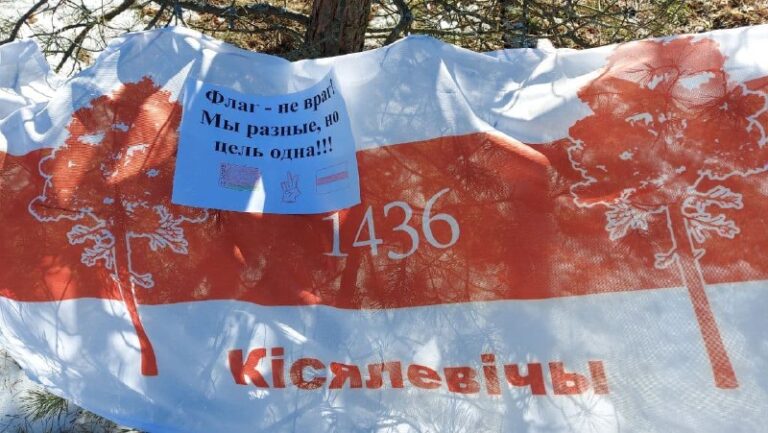 Флаг - не враг!
Мы разные, но
цель одна!!!
1436
Кісялевічы